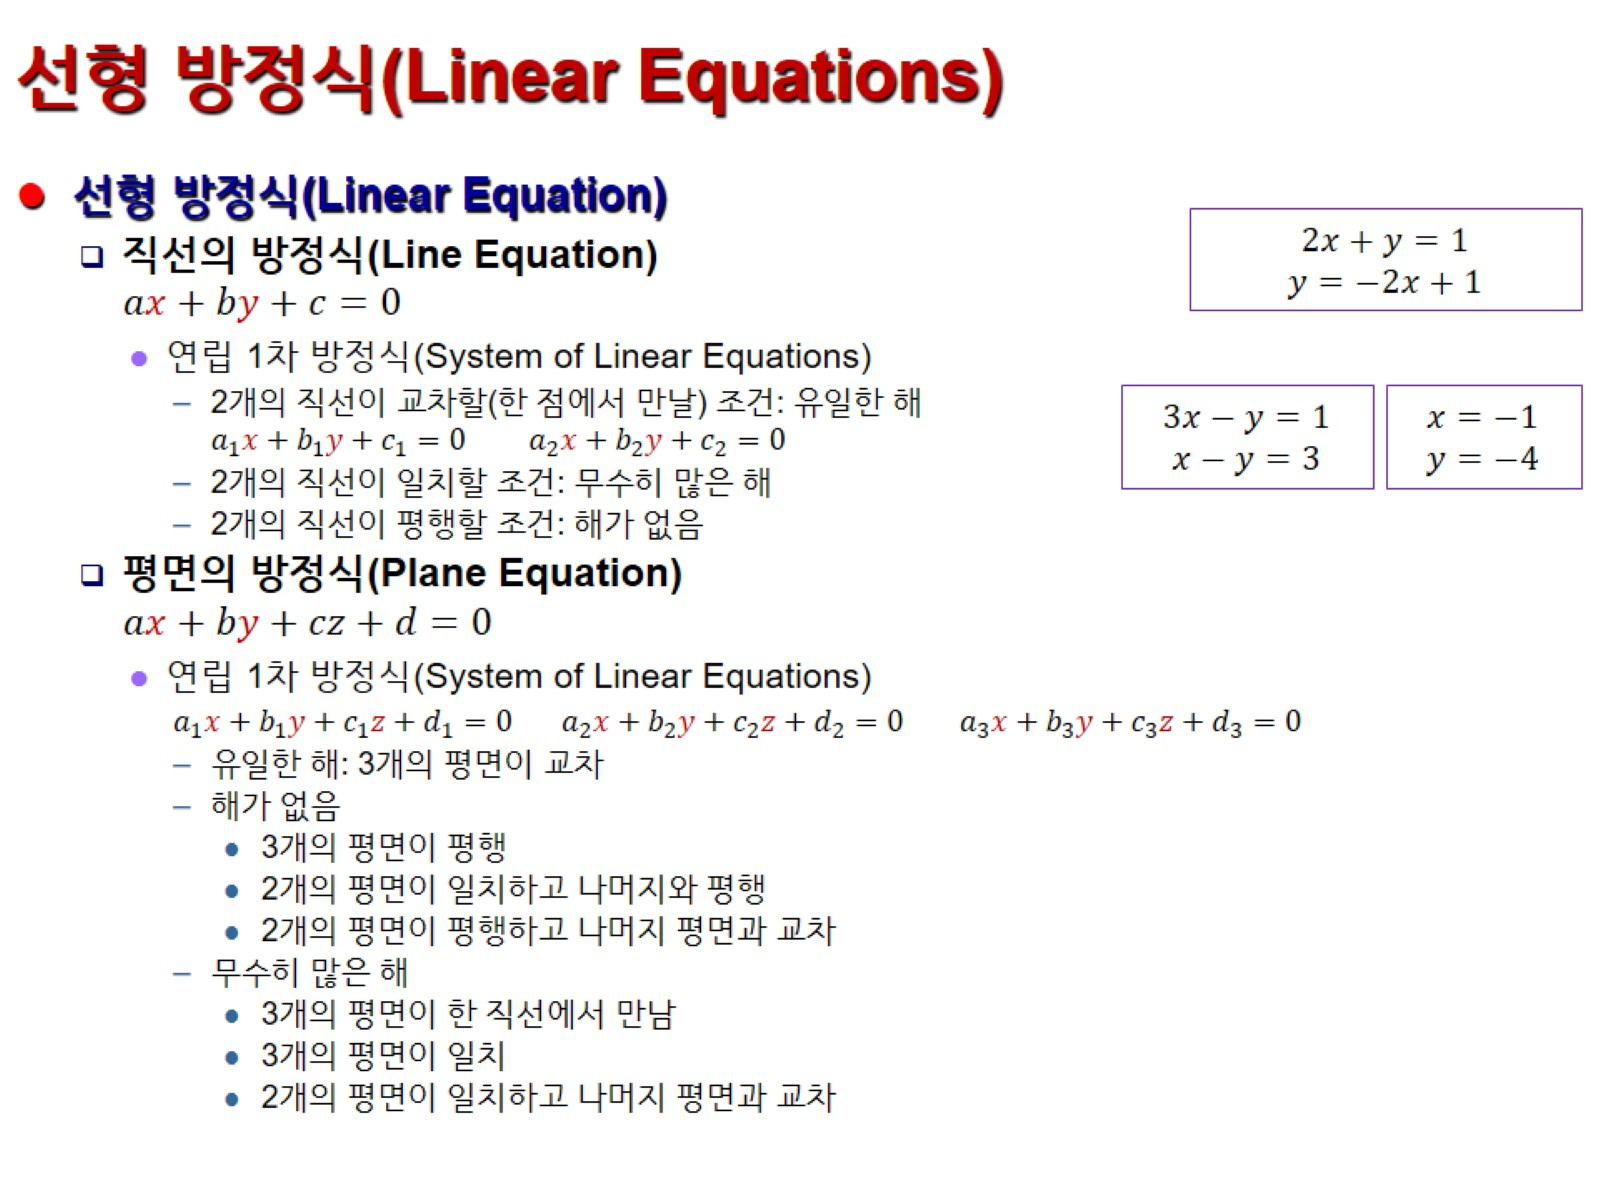 선형 방정식(Linear Equations)
선형 방정식(Linear Equation)
직선의 방정식(Line Equation)
ax + by + c = 0
2x + y = 1
y = −2x + 1
연립 1차 방정식(System of Linear Equations)
– 2개의 직선이 교차할(한 점에서 만날) 조건: 유일한 해
a₁x + b₁y + c₁ = 0 a₂x + b₂y + c₂ = 0
3x − y = 1
x − y = 3
x = −1
y = −4
– 2개의 직선이 일치할 조건: 무수히 많은 해
– 2개의 직선이 평행할 조건: 해가 없음
평면의 방정식(Plane Equation)
ax + by + cz + d = 0
연립 1차 방정식(System of Linear Equations)
a₁x + b₁y + c₁z + d₁ = 0 a₂x + b₂y + c₂z + d₂ = 0 a₃x + b₃y + c₃z + d₃ = 0
– 유일한 해: 3개의 평면이 교차
– 해가 없음
3개의 평면이 평행
2개의 평면이 일치하고 나머지와 평행
2개의 평면이 평행하고 나머지 평면과 교차
– 무수히 많은 해
3개의 평면이 한 직선에서 만남
3개의 평면이 일치
2개의 평면이 일치하고 나머지 평면과 교차